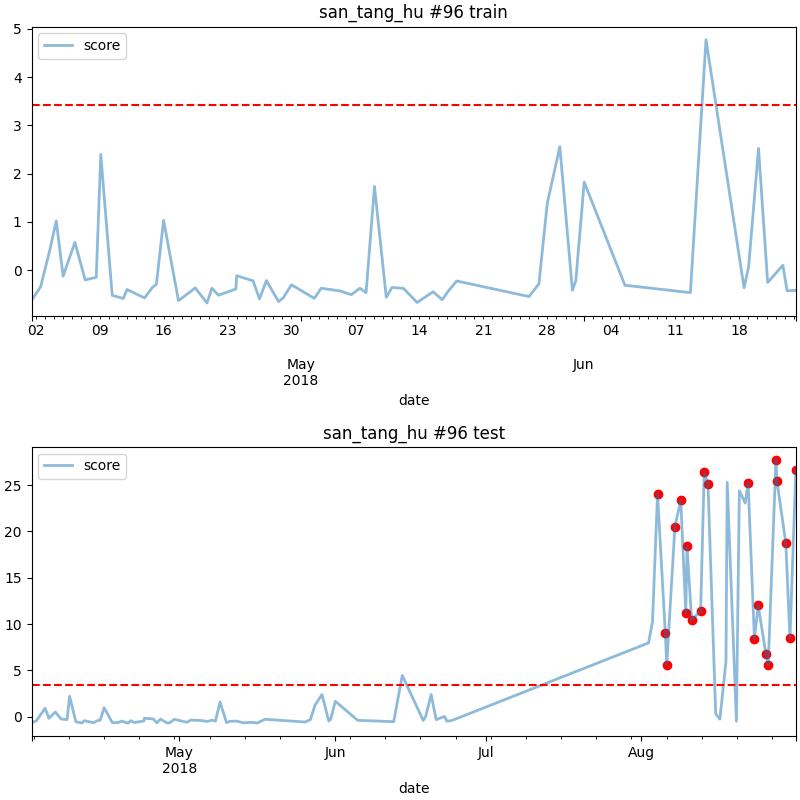 san_tang_hu #96 train
score
5
4
3
2
1
0
02 09 16 23 30 07 14 21 28 04 11 18
May Jun
2018
date
san_tang_hu #96 test
score
25
20
15
10
5
0
May Jun Jul Aug
2018
date